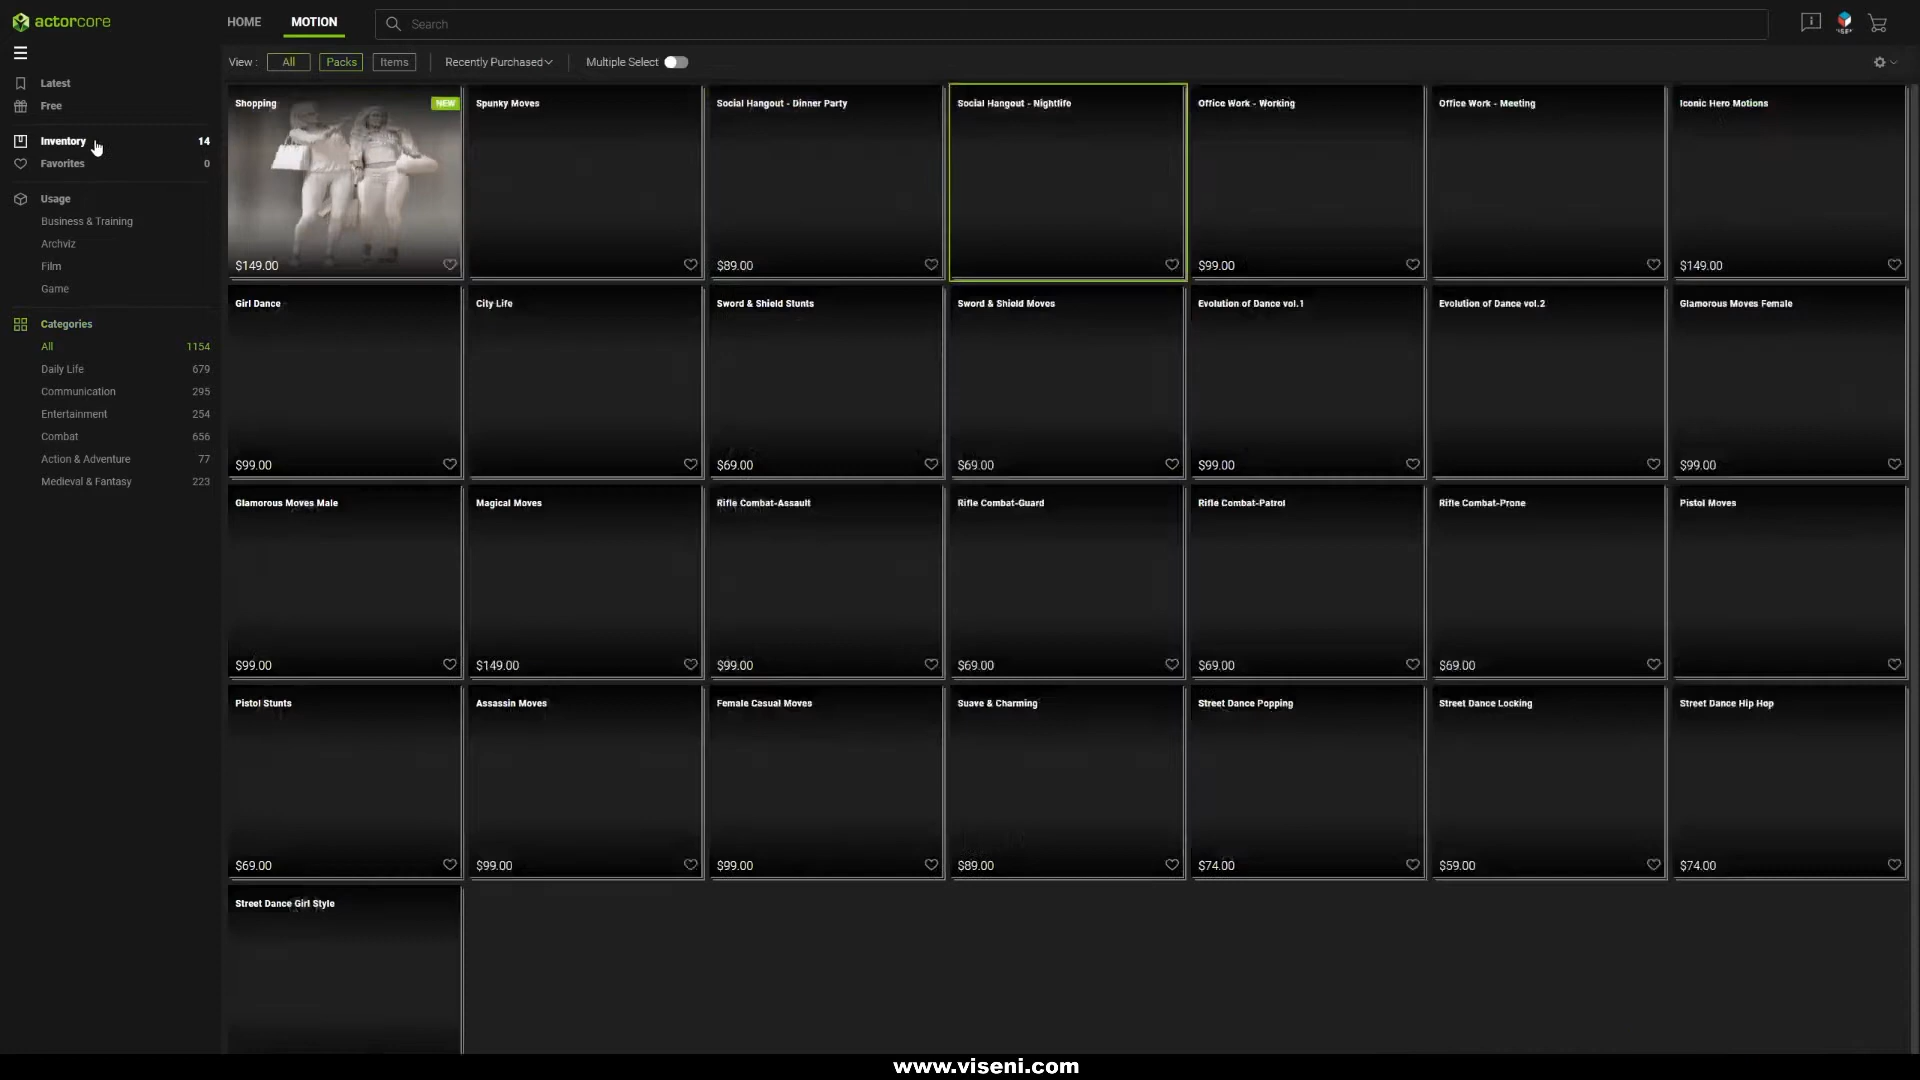 actorcore
HOME MOTION Search
View : All Packs Items Recently Purchased Multiple Select
Latest
Free
Inventory 14
Favorites 0
Usage
Business & Training
Archviz
Film
Game
Categories
All 1154
Daily Life 679
Communication 295
Entertainment 254
Combat 656
Action & Adventure 77
Medieval & Fantasy 223
Shopping NEW Spunky Moves Social Hangout - Dinner Party Social Hangout - Nightlife Office Work - Working Office Work - Meeting Iconic Hero Motions
$149.00 $89.00 $99.00 $149.00
Girl Dance City Life Sword & Shield Stunts Sword & Shield Moves Evolution of Dance vol.1 Evolution of Dance vol.2 Glamorous Moves Female
$99.00 $69.00 $69.00 $99.00 $99.00
Glamorous Moves Male Magical Moves Rifle Combat-Assault Rifle Combat-Guard Rifle Combat-Patrol Rifle Combat-Prone Pistol Moves
$99.00 $149.00 $99.00 $69.00 $69.00 $69.00
Pistol Stunts Assassin Moves Female Casual Moves Suave & Charming Street Dance Popping Street Dance Locking Street Dance Hip Hop
$69.00 $99.00 $99.00 $89.00 $74.00 $59.00 $74.00
Street Dance Girl Style
www.viseni.com